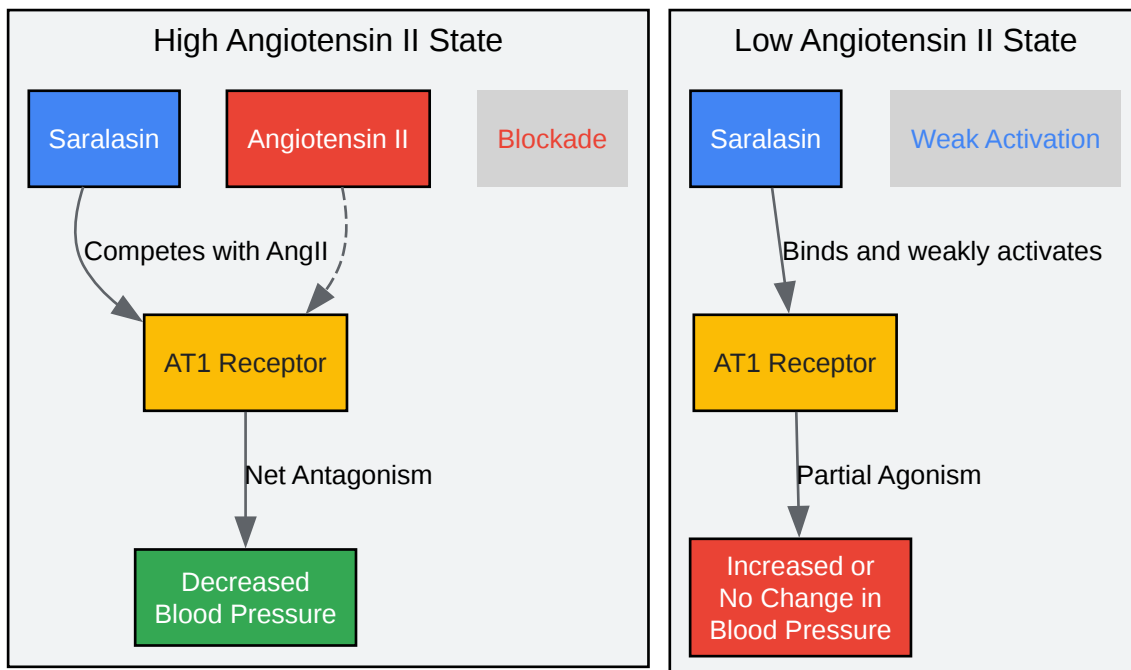 High Angiotensin II State
Saralasin
Angiotensin II
Blockade
Competes with AngII
AT1 Receptor
Net Antagonism
Decreased
Blood Pressure
Low Angiotensin II State
Saralasin
Weak Activation
Binds and weakly activates
AT1 Receptor
Partial Agonism
Increased or
No Change in
Blood Pressure